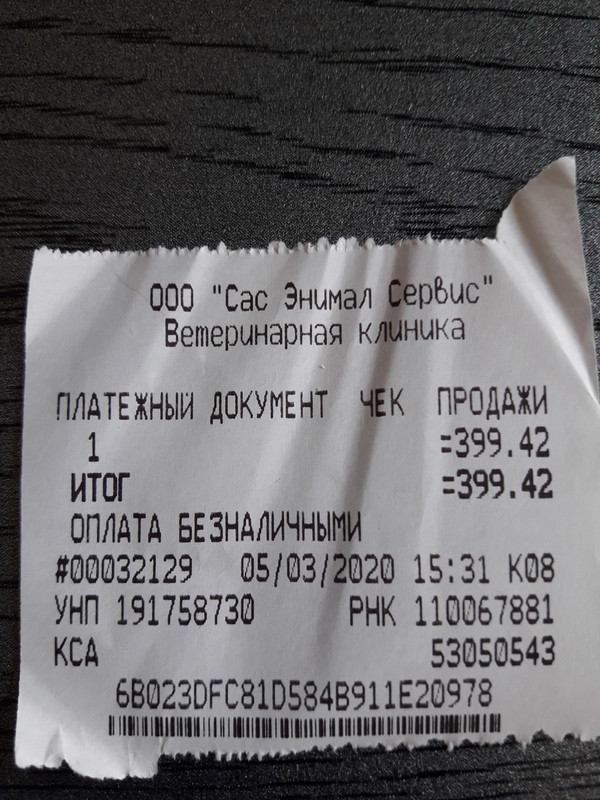 ООО "Сас Энимал Сервис"
Ветеринарная клиника
ПЛАТЕЖНЫЙ ДОКУМЕНТ ЧЕК ПРОДАЖИ
1 =399.42
ИТОГ =399.42
ОПЛАТА БЕЗНАЛИЧНЫМИ
#00032129 05/03/2020 15:31 К08
УНП 191758730 РНК 110067881
КСА 53050543
6B023DFC81D584B911E20978